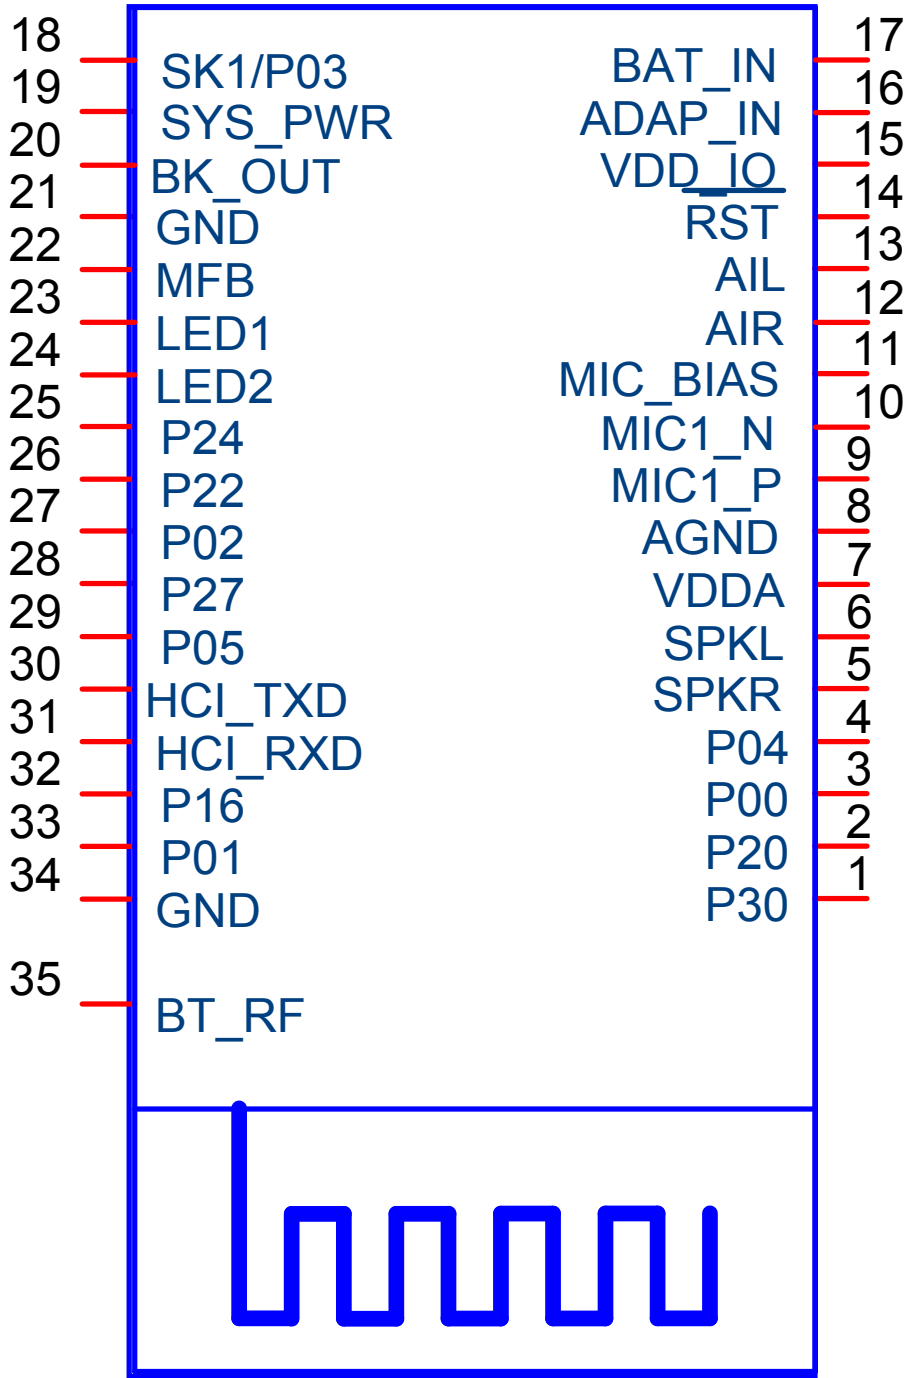 18 SK1/P03 BAT_IN 17
19 SYS_PWR ADAP_IN 16
20 BK_OUT VDD_IO 15
21 GND RST 14
22 MFB AIL 13
23 LED1 AIR 12
24 LED2 MIC_BIAS 11
25 P24 MIC1_N 10
26 P22 MIC1_P 9
27 P02 AGND 8
28 P27 VDDA 7
29 P05 SPKL 6
30 HCI_TXD SPKR 5
31 HCI_RXD P04 4
32 P16 P00 3
33 P01 P20 2
34 GND P30 1
35 BT_RF